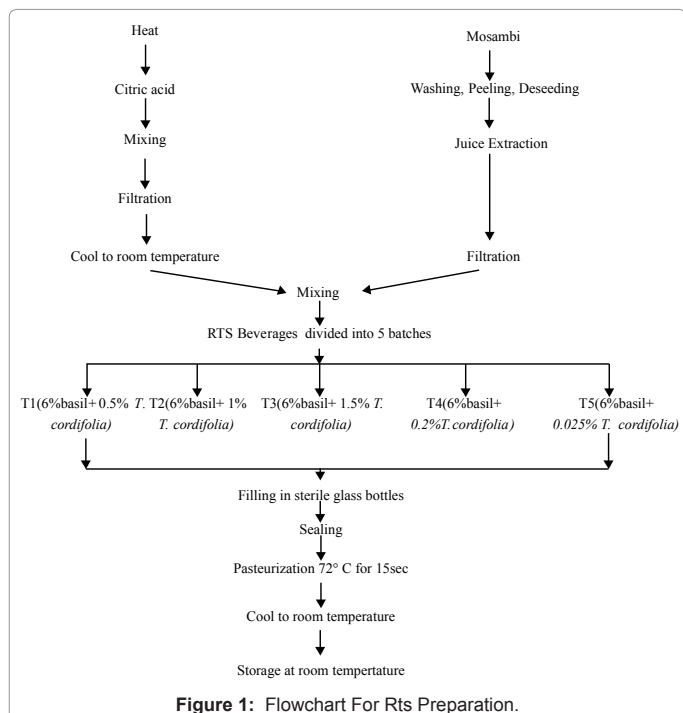 Heat
Citric acid
Mixing
Filtration
Cool to room temperature
Mosambi
Washing, Peeling, Deseeding
Juice Extraction
Filtration
Mixing
RTS Beverages divided into 5 batches
T1(6%basil+ 0.5% T.
cordifolia)
T2(6%basil+ 1%
T. cordifolia)
T3(6%basil+ 1.5% T.
cordifolia)
T4(6%basil+
0.2%T.cordifolia)
T5(6%basil+
0.025% T. cordifolia)
Filling in sterile glass bottles
Sealing
Pasteurization 72° C for 15sec
Cool to room temperature
Storage at room tempertature
Figure 1: Flowchart For Rts Preparation.